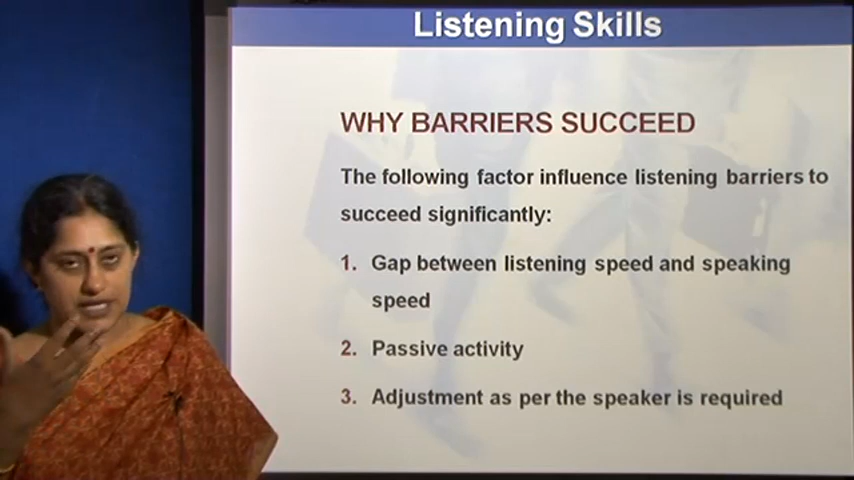 Listening Skills
WHY BARRIERS SUCCEED
The following factor influence listening barriers to
succeed significantly:
1. Gap between listening speed and speaking
speed
2. Passive activity
3. Adjustment as per the speaker is required